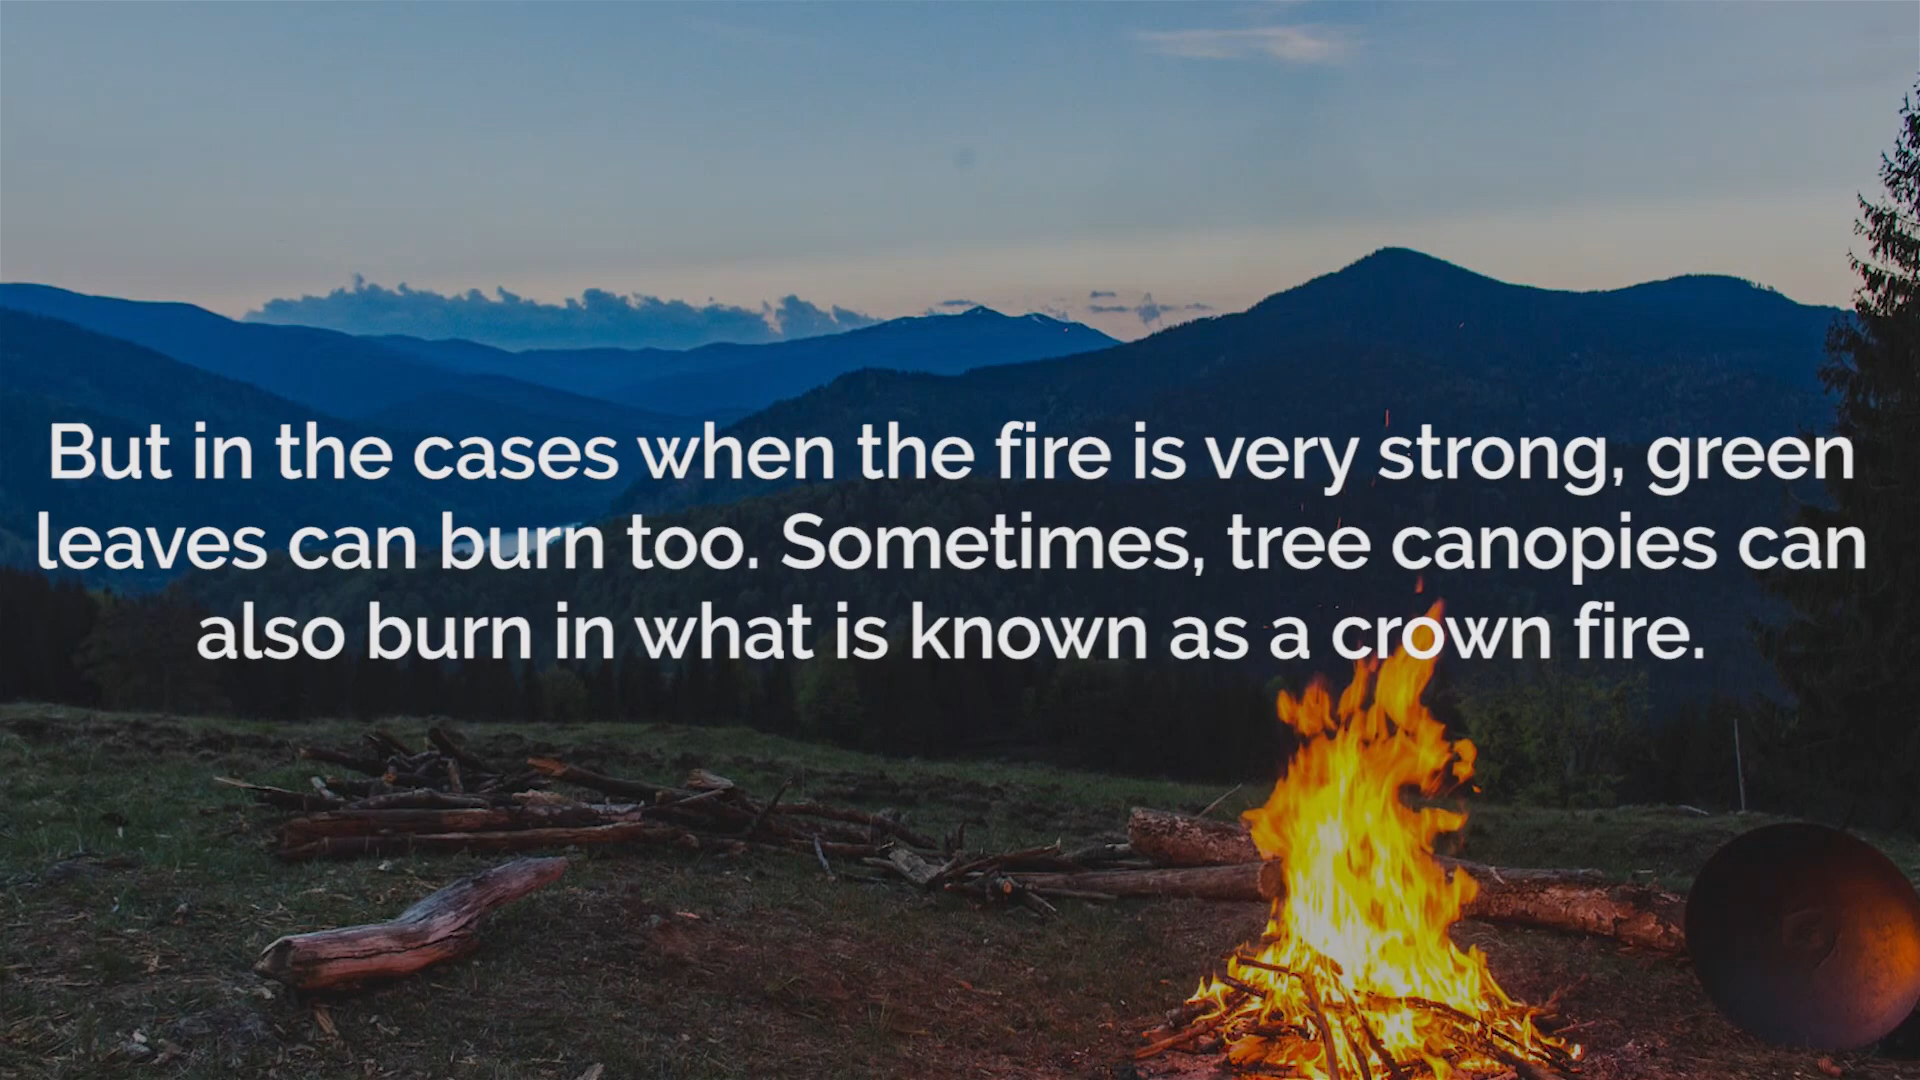 But in the cases when the fire is very strong, green
leaves can burn too. Sometimes, tree canopies can
also burn in what is known as a crown fire.